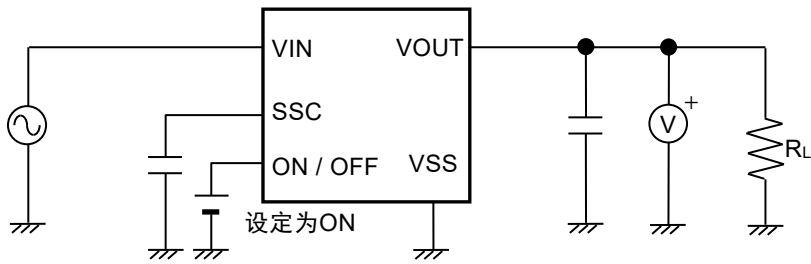 VIN
VOUT
SSC
+
V
ON / OFF
VSS
RL
设定为ON